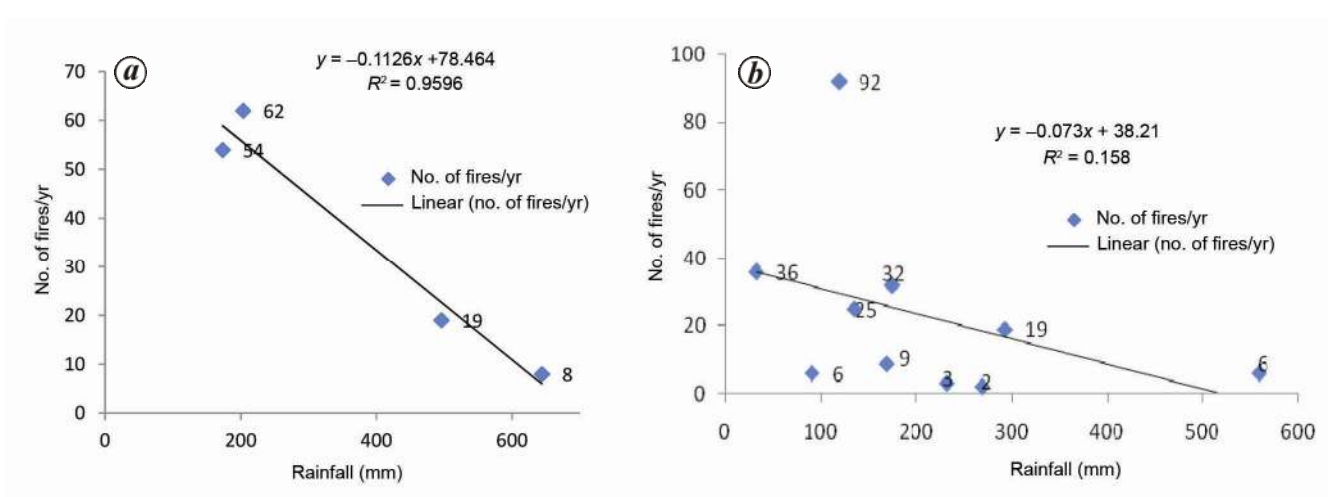 a
y = –0.1126x +78.464
R² = 0.9596
70
60
50
40
30
20
10
0
62
54
19
8
No. of fires/yr
Linear (no. of fires/yr)
No. of fires/yr
0 200 400 600
Rainfall (mm)
b
y = –0.073x + 38.21
R² = 0.158
100
80
60
40
20
0
92
36
32
25
19
9
6
3
2
6
No. of fires/yr
Linear (no. of fires/yr)
No. of fires/yr
0 100 200 300 400 500 600
Rainfall (mm)